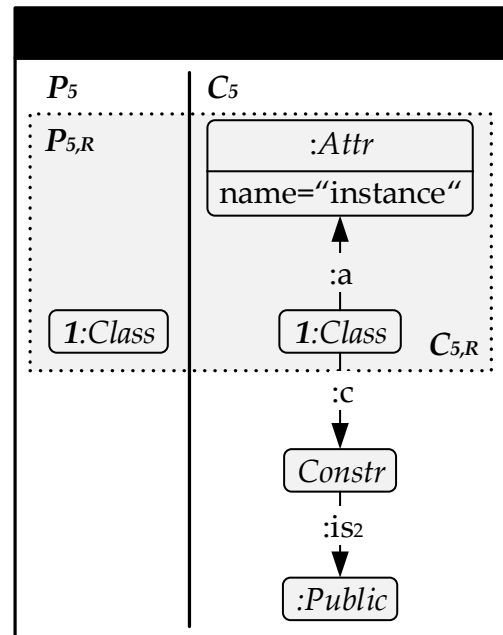 P5
C5
P5,R
:Attr
name=“instance“
:a
1:Class
1:Class
C5,R
:c
Constr
:is2
:Public